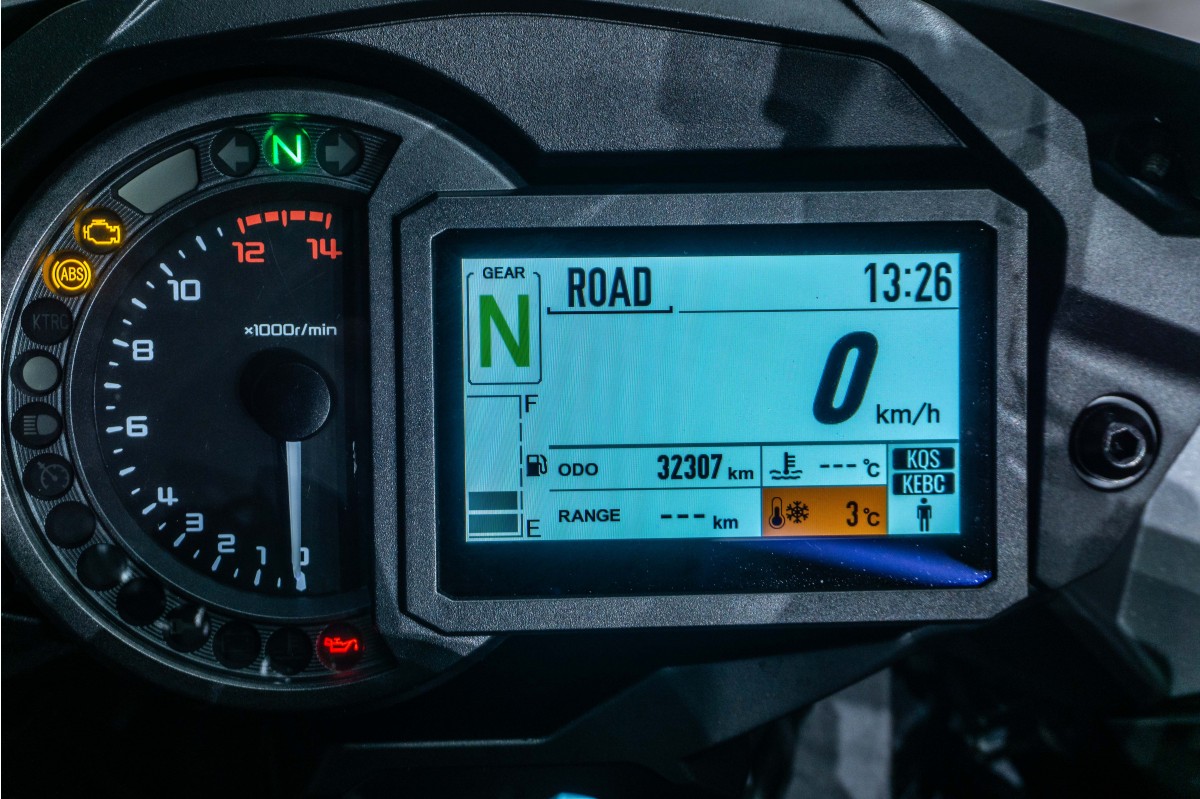 N
ABS
KTRC
12 14
10
×1000r/min
8
6
4
3
2
1
0
GEAR
N
ROAD 13:26
0 km/h
F
E
ODO 32307 km
--- °C
RANGE --- km
3 °C
KQS
KEBC